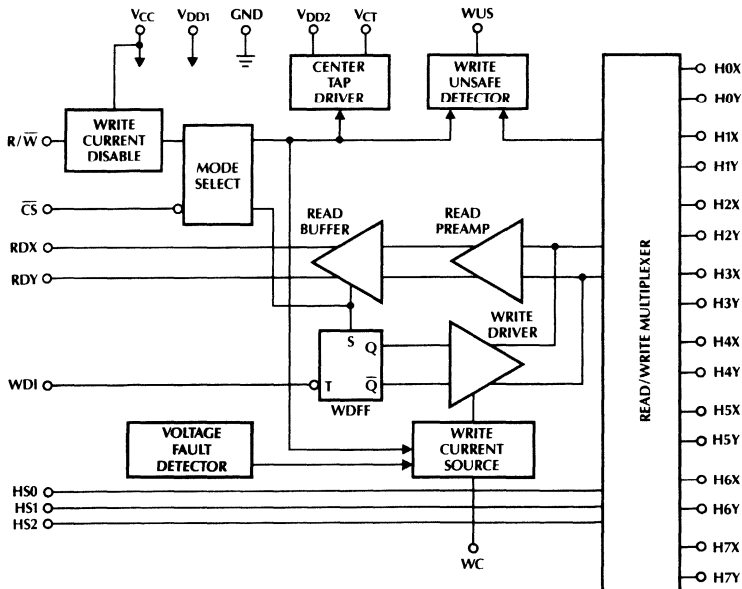 VCC VDD1 GND VDD2 VCT WUS
CENTER
TAP
DRIVER
WRITE
UNSAFE
DETECTOR
R/W̅
WRITE
CURRENT
DISABLE
MODE
SELECT
C̅S̅
READ
BUFFER
READ
PREAMP
RDX
RDY
WRITE
DRIVER
S
Q
Q̅
T
WDFF
WDI
VOLTAGE
FAULT
DETECTOR
WRITE
CURRENT
SOURCE
HS0
HS1
HS2
WC
READ/WRITE MULTIPLEXER
H0X
H0Y
H1X
H1Y
H2X
H2Y
H3X
H3Y
H4X
H4Y
H5X
H5Y
H6X
H6Y
H7X
H7Y